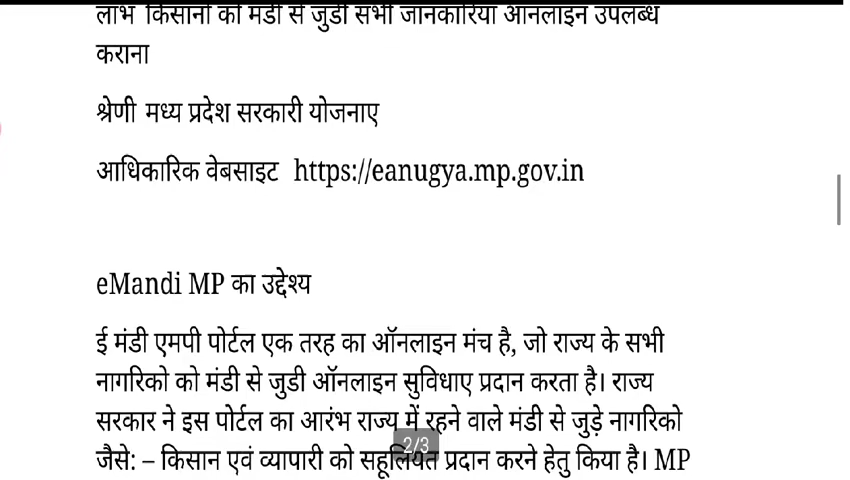 लाभ किसानों को मंडी से जुडी सभी जानकारियां ऑनलाइन उपलब्ध
कराना
श्रेणी मध्य प्रदेश सरकारी योजनाए
आधिकारिक वेबसाइट https://eanugya.mp.gov.in
eMandi MP का उद्देश्य
ई मंडी एमपी पोर्टल एक तरह का ऑनलाइन मंच है, जो राज्य के सभी
नागरिको को मंडी से जुडी ऑनलाइन सुविधाए प्रदान करता है। राज्य
सरकार ने इस पोर्टल का आरंभ राज्य में रहने वाले मंडी से जुड़े नागरिको
जैसे: – किसान एवं व्यापारी को सहूलियत प्रदान करने हेतु किया है। MP
2/3